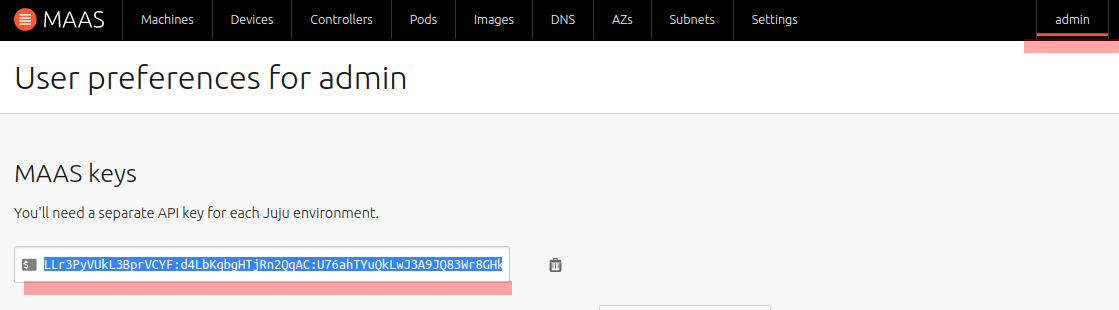 MAAS Machines Devices Controllers Pods Images DNS AZs Subnets Settings admin
User preferences for admin
MAAS keys
You'll need a separate API key for each Juju environment.
$ LLr3PyVUkL3BprVCYF:d4LbKqbgHTjRn2QqAC:U76ahTYuQkLwJ3A9JQ83Wr8GHk